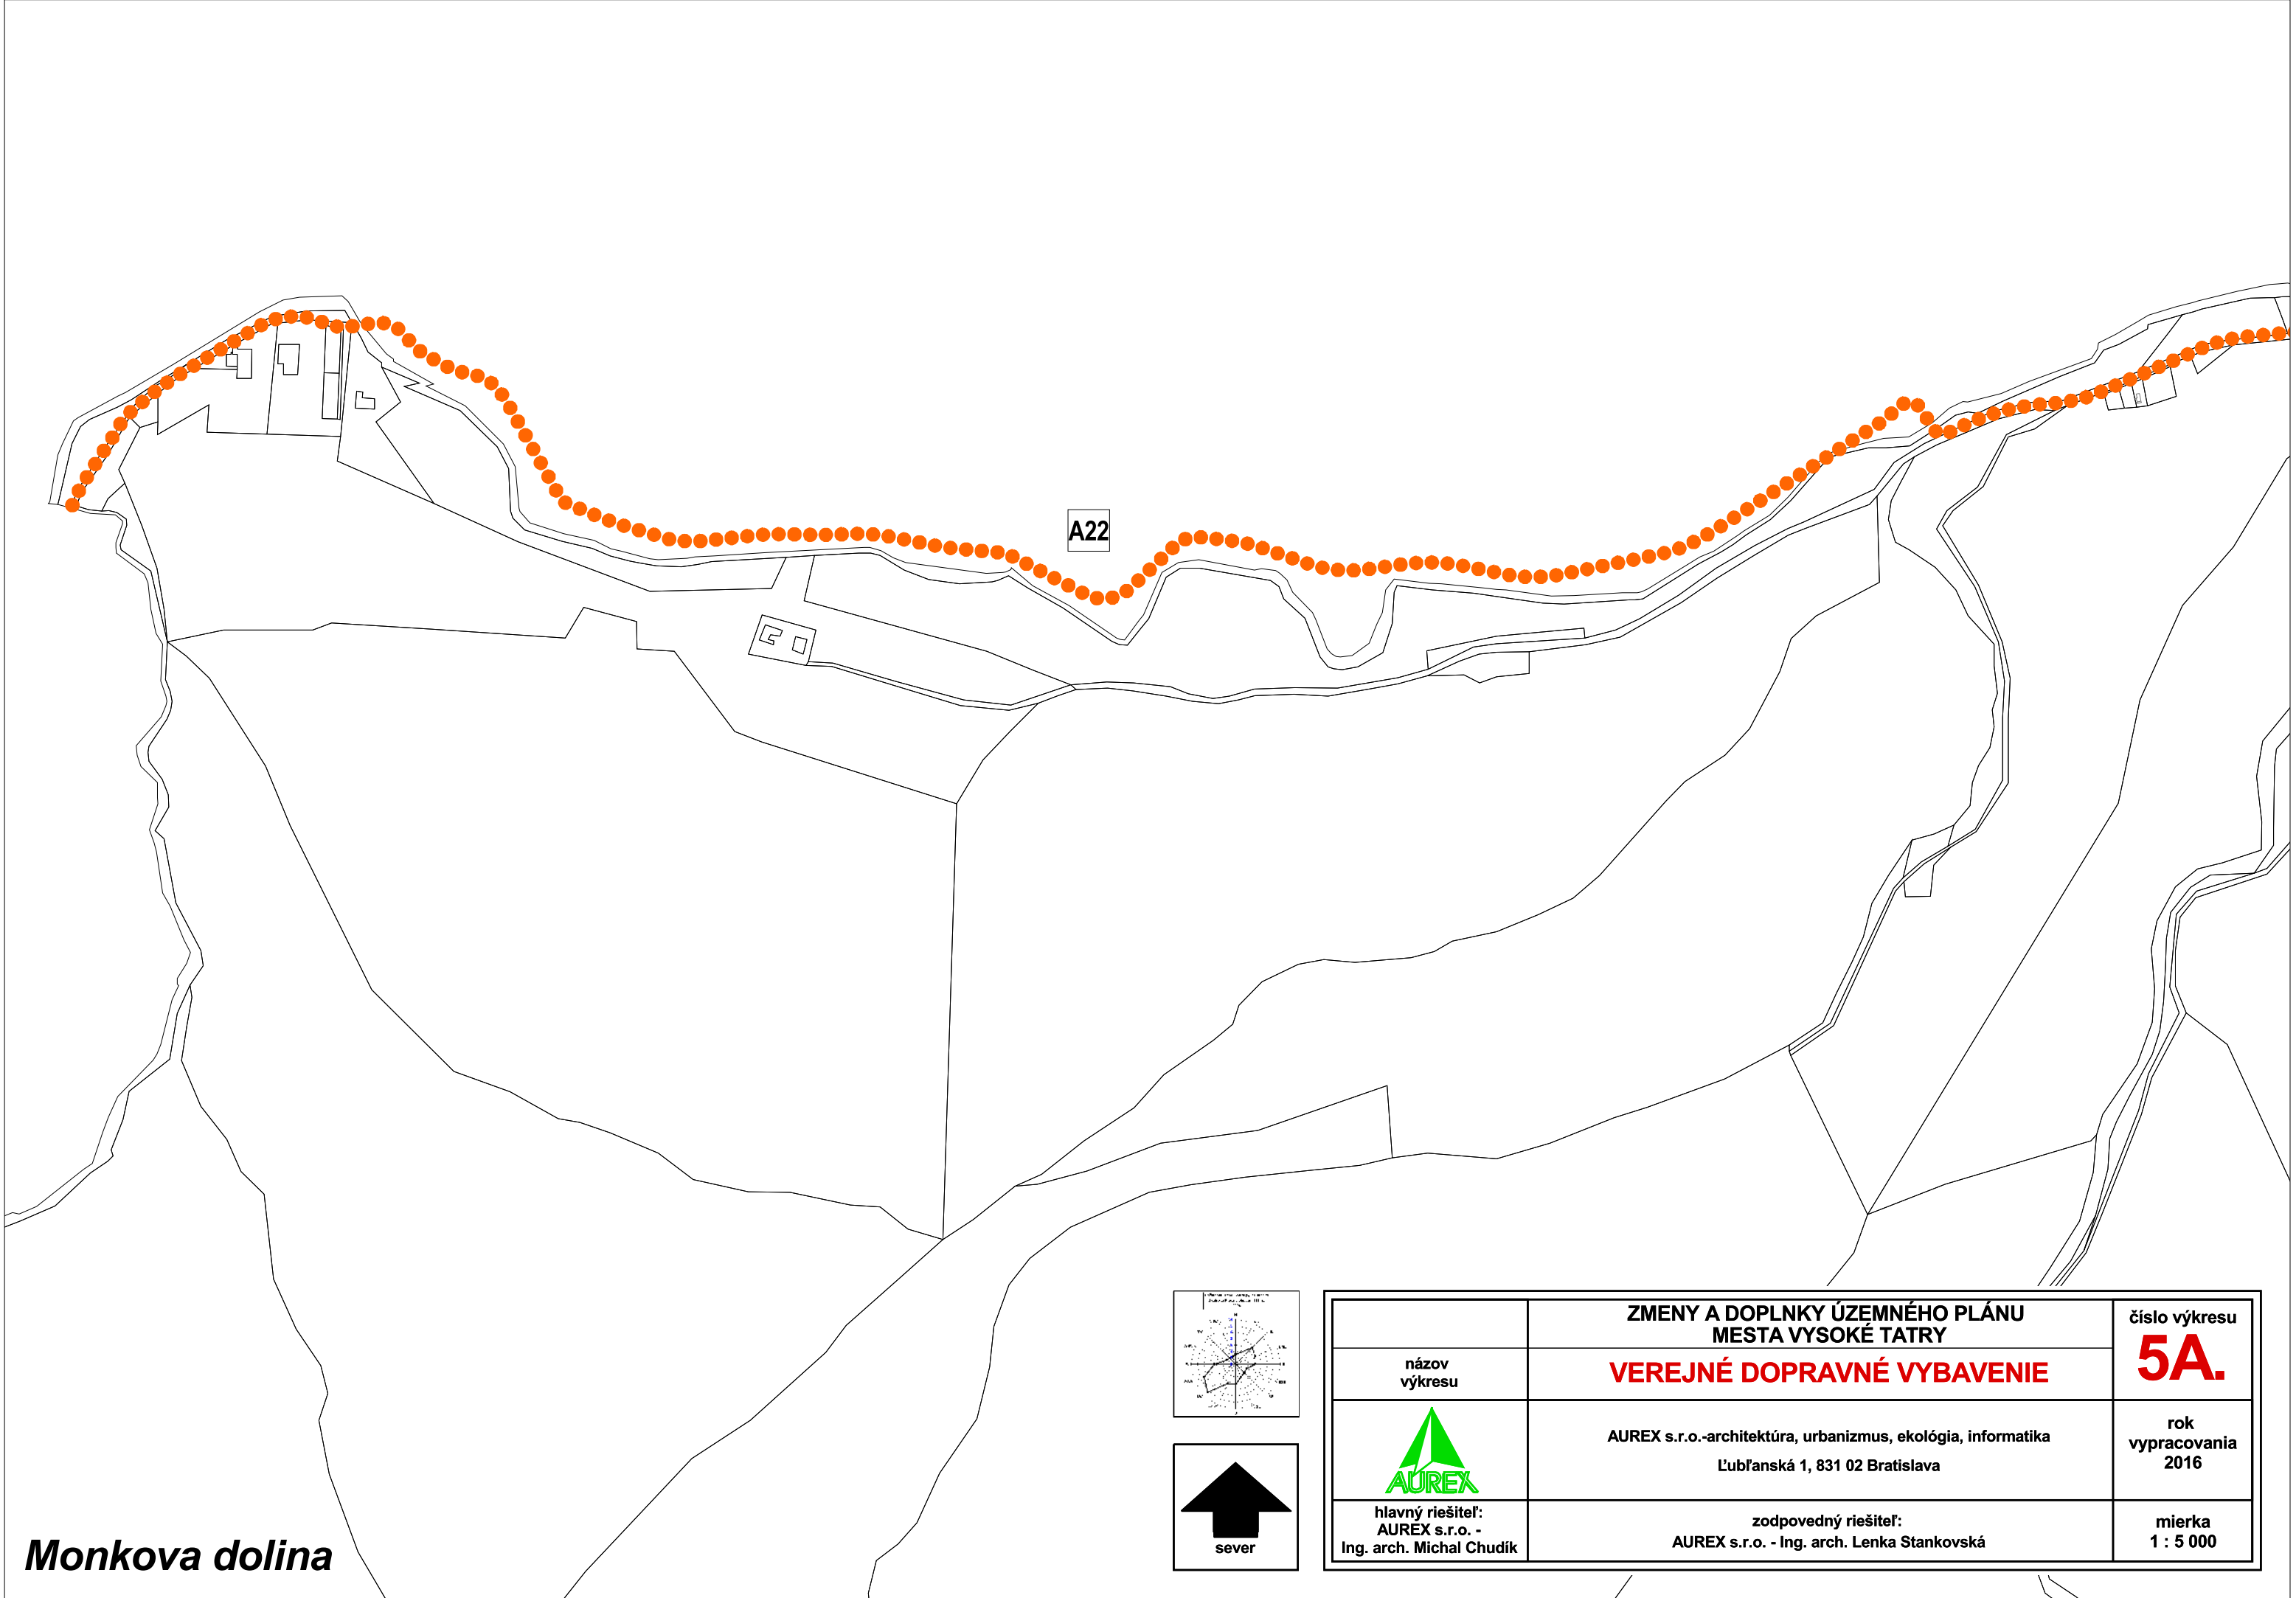 A22
ZMENY A DOPLNKY ÚZEMNÉHO PLÁNU
MESTA VYSOKÉ TATRY
číslo výkresu
5A.
názov
výkresu
VEREJNÉ DOPRAVNÉ VYBAVENIE
AUREX
AUREX s.r.o.-architektúra, urbanizmus, ekológia, informatika
Ľubľanská 1, 831 02 Bratislava
rok
vypracovania
2016
hlavný riešiteľ:
AUREX s.r.o. -
Ing. arch. Michal Chudík
zodpovedný riešiteľ:
AUREX s.r.o. - Ing. arch. Lenka Stankovská
mierka
1 : 5 000
sever
Monkova dolina